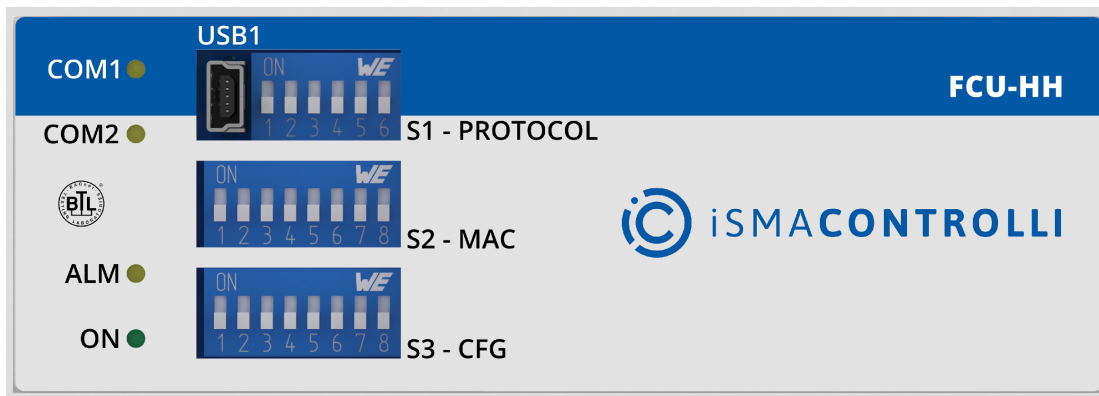 USB1
COM1
ON WE
FCU-HH
1 2 3 4 5 6
S1 - PROTOCOL
COM2
ON WE
BTL
1 2 3 4 5 6 7 8
S2 - MAC
iSMACONTROLLI
ALM
ON WE
1 2 3 4 5 6 7 8
S3 - CFG
ON